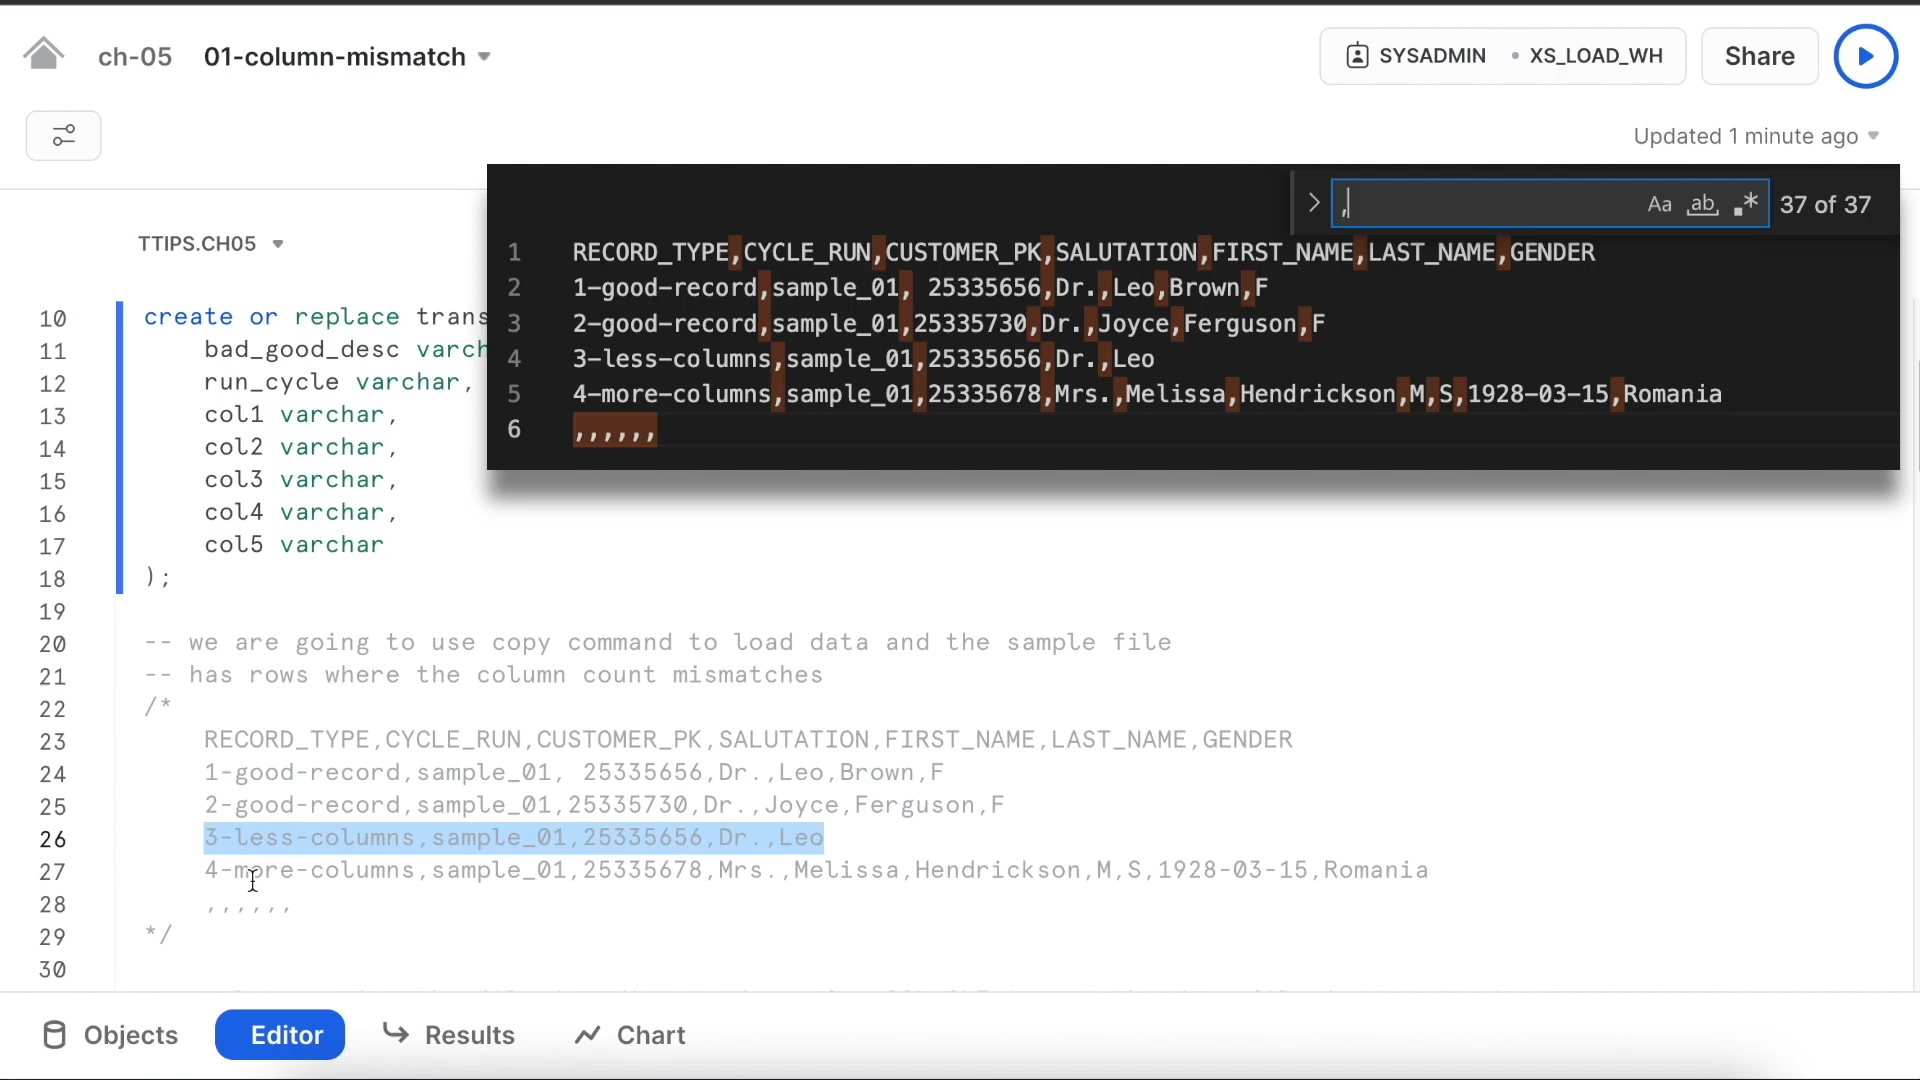 ch-05 01-column-mismatch
SYSADMIN • XS_LOAD_WH
Share
Updated 1 minute ago
TTIPS.CH05
, Aa ab 37 of 37
1 RECORD_TYPE,CYCLE_RUN,CUSTOMER_PK,SALUTATION,FIRST_NAME,LAST_NAME,GENDER
2 1-good-record,sample_01, 25335656,Dr.,Leo,Brown,F
3 2-good-record,sample_01,25335730,Dr.,Joyce,Ferguson,F
4 3-less-columns,sample_01,25335656,Dr.,Leo
5 4-more-columns,sample_01,25335678,Mrs.,Melissa,Hendrickson,M,S,1928-03-15,Romania
6 ,,,,,,
10 create or replace trans
11 bad_good_desc varch
12 run_cycle varchar,
13 col1 varchar,
14 col2 varchar,
15 col3 varchar,
16 col4 varchar,
17 col5 varchar
18 );
19
20 -- we are going to use copy command to load data and the sample file
21 -- has rows where the column count mismatches
22 /*
23 RECORD_TYPE,CYCLE_RUN,CUSTOMER_PK,SALUTATION,FIRST_NAME,LAST_NAME,GENDER
24 1-good-record,sample_01, 25335656,Dr.,Leo,Brown,F
25 2-good-record,sample_01,25335730,Dr.,Joyce,Ferguson,F
26 3-less-columns,sample_01,25335656,Dr.,Leo
27 4-more-columns,sample_01,25335678,Mrs.,Melissa,Hendrickson,M,S,1928-03-15,Romania
28 ,,,,,,
29 */
30
Objects Editor Results Chart